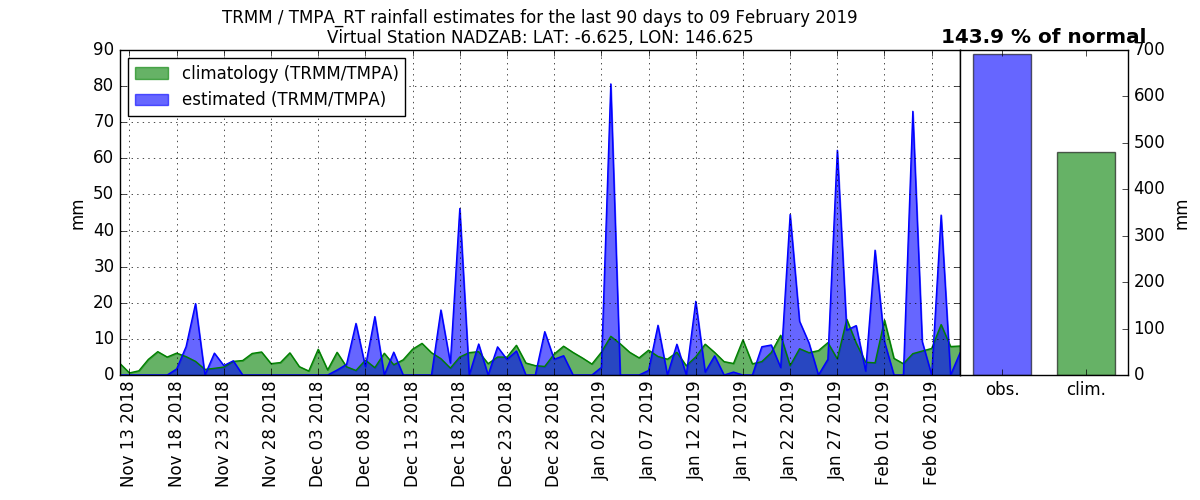 TRMM / TMPA_RT rainfall estimates for the last 90 days to 09 February 2019
Virtual Station NADZAB: LAT: -6.625, LON: 146.625
143.9 % of normal
climatology (TRMM/TMPA)
estimated (TRMM/TMPA)
90
80
70
60
50
40
30
20
10
0
mm
Nov 13 2018
Nov 18 2018
Nov 23 2018
Nov 28 2018
Dec 03 2018
Dec 08 2018
Dec 13 2018
Dec 18 2018
Dec 23 2018
Dec 28 2018
Jan 02 2019
Jan 07 2019
Jan 12 2019
Jan 17 2019
Jan 22 2019
Jan 27 2019
Feb 01 2019
Feb 06 2019
obs.
clim.
700
600
500
400
300
200
100
0
mm